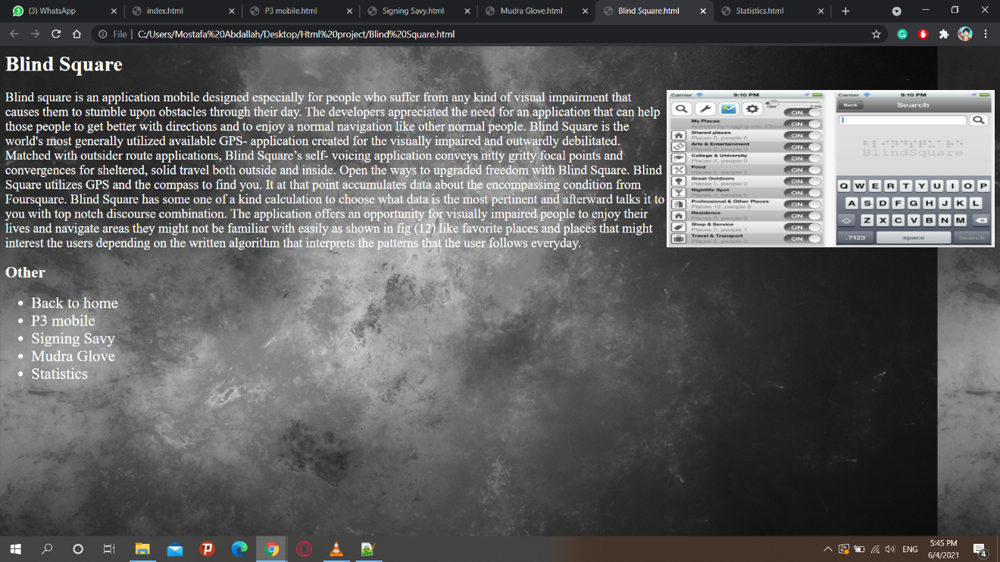 (3) WhatsApp
index.html
P3 mobile.html
Signing Savy.html
Mudra Glove.html
Blind Square.html
Statistics.html
File
C:/Users/Mostafa%20Abdallah/Desktop/Html%20project/Blind%20Square.html
Blind Square
Blind square is an application mobile designed especially for people who suffer from any kind of visual impairment that
causes them to stumble upon obstacles through their day. The developers appreciated the need for an application that can help
those people to get better with directions and to enjoy a normal navigation like other normal people. Blind Square is the
world's most generally utilized available GPS- application created for the visually impaired and outwardly debilitated.
Matched with outsider route applications, Blind Square’s self- voicing application conveys nitty gritty focal points and
convergences for sheltered, solid travel both outside and inside. Open the ways to upgraded freedom with Blind Square. Blind
Square utilizes GPS and the compass to find you. It at that point accumulates data about the encompassing condition from
Foursquare. Blind Square has some one of a kind calculation to choose what data is the most pertinent and afterward talks it to
you with top notch discourse combination. The application offers an opportunity for visually impaired people to enjoy their
lives and navigate areas they might not be familiar with easily as shown in fig (12) like favorite places and places that might
interest the users depending on the written algorithm that interprets the patterns that the user follows everyday.
Carrier 9:10 PM
ON
My Places
Shared places ON
Places 0, people 0
Arts & Entertainment ON
College & University ON
Places 2, people 0
Food ON
Great Outdoors ON
Places 1, people 0
Nightlife Spot ON
Professional & Other Places ON
Places 12, people 5
Residence ON
Places 0, people 0
Shop & Service ON
Places 2, people 1
Travel & Transport ON
Places 2, people 0
Carrier 9:10 PM
Back Search
BlindSquare
Q W E R T Y U I O P
A S D F G H J K L
Z X C V B N M
.?123 space Search
Other
Back to home
P3 mobile
Signing Savy
Mudra Glove
Statistics
ENG
5:45 PM
6/4/2021
4